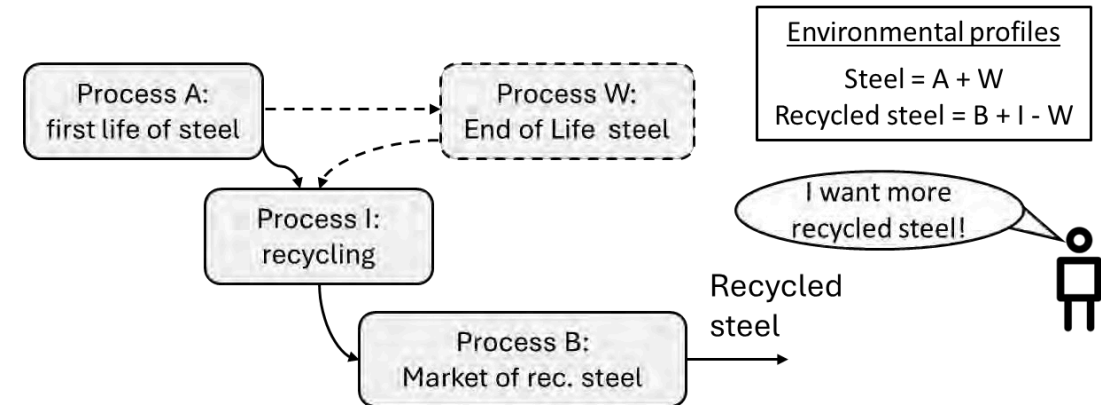 Environmental profiles
Steel = A + W
Recycled steel = B + I - W
Process A:
first life of steel
Process W:
End of Life steel
I want more
recycled steel!
Process I:
recycling
Recycled
steel
Process B:
Market of rec. steel